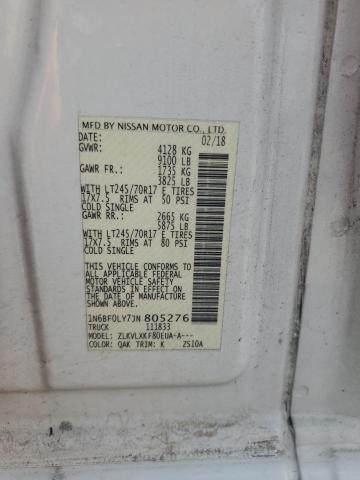 MFD BY NISSAN MOTOR CO., LTD.
DATE: 02/18
GVWR: 4128 KG
9100 LB
GAWR FR.: 1735 KG
3825 LB
WITH LT245/70R17 E TIRES
17X7.5 RIMS AT 50 PSI
COLD SINGLE
GAWR RR.: 2665 KG
5875 LB
WITH LT245/70R17 E TIRES
17X7.5 RIMS AT 80 PSI
COLD SINGLE
THIS VEHICLE CONFORMS
TO ALL APPLICABLE FEDERAL
MOTOR VEHICLE SAFETY
STANDARDS IN EFFECT ON
THE DATE OF MANUFACTURE
SHOWN ABOVE.
1N6BF0LY7JN 805276
TRUCK 111833
MODEL: ZLKVLXKF80EUA-A---
COLOR: QAK TRIM: K ZS10A